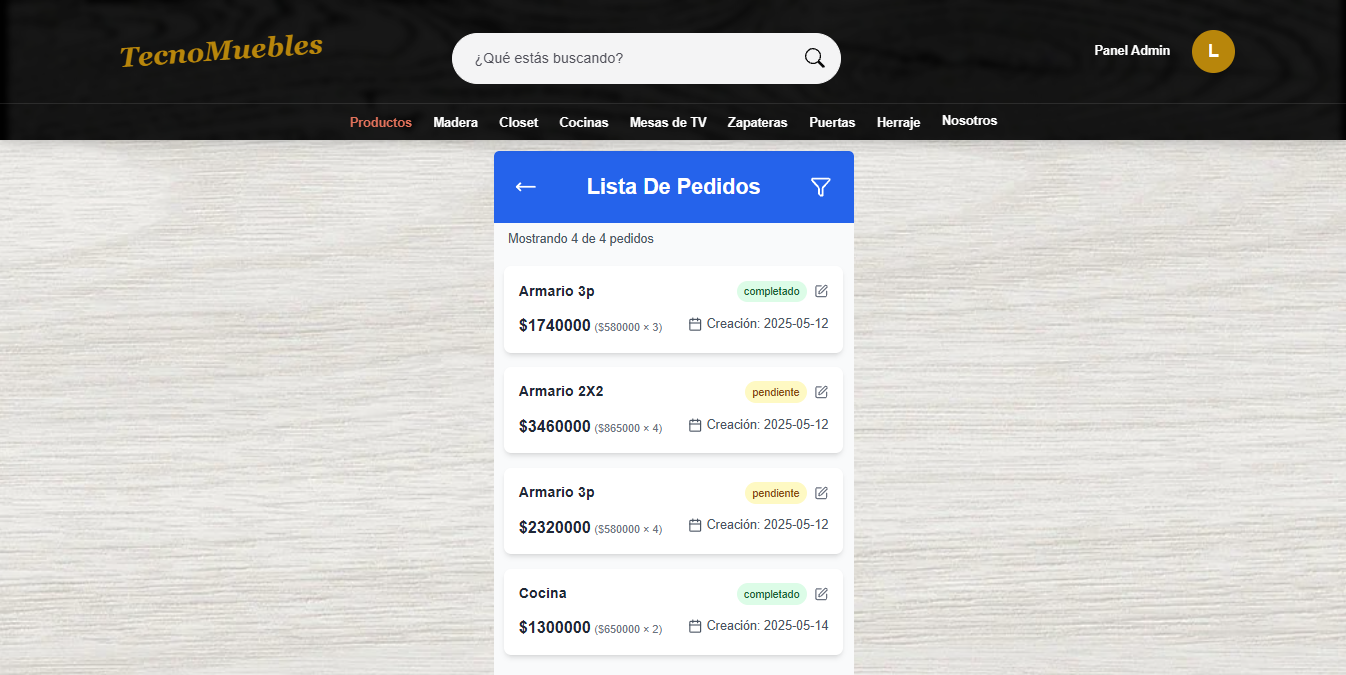 TecnoMuebles
¿Qué estás buscando?
Panel Admin
L
Productos Madera Closet Cocinas Mesas de TV Zapateras Puertas Herraje Nosotros
Lista De Pedidos
Mostrando 4 de 4 pedidos
Armario 3p completado
$1740000 ($580000 × 3) Creación: 2025-05-12
Armario 2X2 pendiente
$3460000 ($865000 × 4) Creación: 2025-05-12
Armario 3p pendiente
$2320000 ($580000 × 4) Creación: 2025-05-12
Cocina completado
$1300000 ($650000 × 2) Creación: 2025-05-14